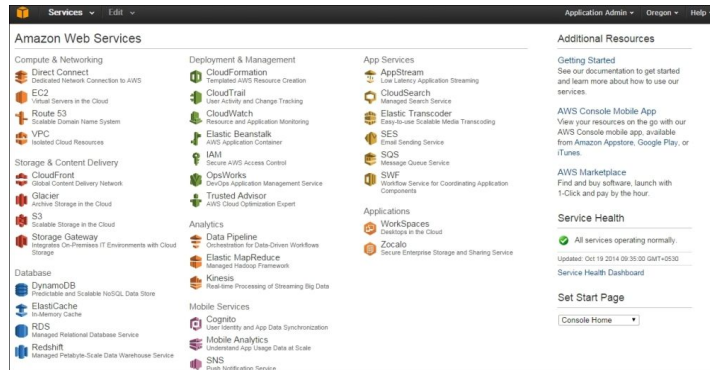 Services
Edit
Application Admin
Oregon
Help
Amazon Web Services
Compute & Networking
Direct Connect
Dedicated Network Connection to AWS
EC2
Virtual Servers in the Cloud
Route 53
Scalable Domain Name System
VPC
Isolated Cloud Resources
Storage & Content Delivery
CloudFront
Global Content Delivery Network
Glacier
Archive Storage in the Cloud
S3
Scalable Storage in the Cloud
Storage Gateway
Integrates On-Premises IT Environments with Cloud
Storage
Database
DynamoDB
Predictable and Scalable NoSQL Data Store
ElastiCache
In-Memory Cache
RDS
Managed Relational Database Service
Redshift
Managed Petabyte-Scale Data Warehouse Service
Deployment & Management
CloudFormation
Templated AWS Resource Creation
CloudTrail
User Activity and Change Tracking
CloudWatch
Resource and Application Monitoring
Elastic Beanstalk
AWS Application Container
IAM
Secure AWS Access Control
OpsWorks
DevOps Application Management Service
Trusted Advisor
AWS Cloud Optimization Expert
Analytics
Data Pipeline
Orchestration for Data-Driven Workflows
Elastic MapReduce
Managed Hadoop Framework
Kinesis
Real-time Processing of Streaming Big Data
Mobile Services
Cognito
User Identity and App Data Synchronization
Mobile Analytics
Understand App Usage Data at Scale
SNS
Push Notification Service
App Services
AppStream
Low Latency Application Streaming
CloudSearch
Managed Search Service
Elastic Transcoder
Easy-to-use Scalable Media Transcoding
SES
Email Sending Service
SQS
Message Queue Service
SWF
Workflow Service for Coordinating Application
Components
Applications
WorkSpaces
Desktops in the Cloud
Zocalo
Secure Enterprise Storage and Sharing Service
Additional Resources
Getting Started
See our documentation to get started
and learn more about how to use our
services.
AWS Console Mobile App
View your resources on the go with our
AWS Console mobile app, available
from Amazon Appstore, Google Play, or
iTunes.
AWS Marketplace
Find and buy software, launch with
1-Click and pay by the hour.
Service Health
All services operating normally.
Updated: Oct 19 2014 09:35:00 GMT+0530
Service Health Dashboard
Set Start Page
Console Home